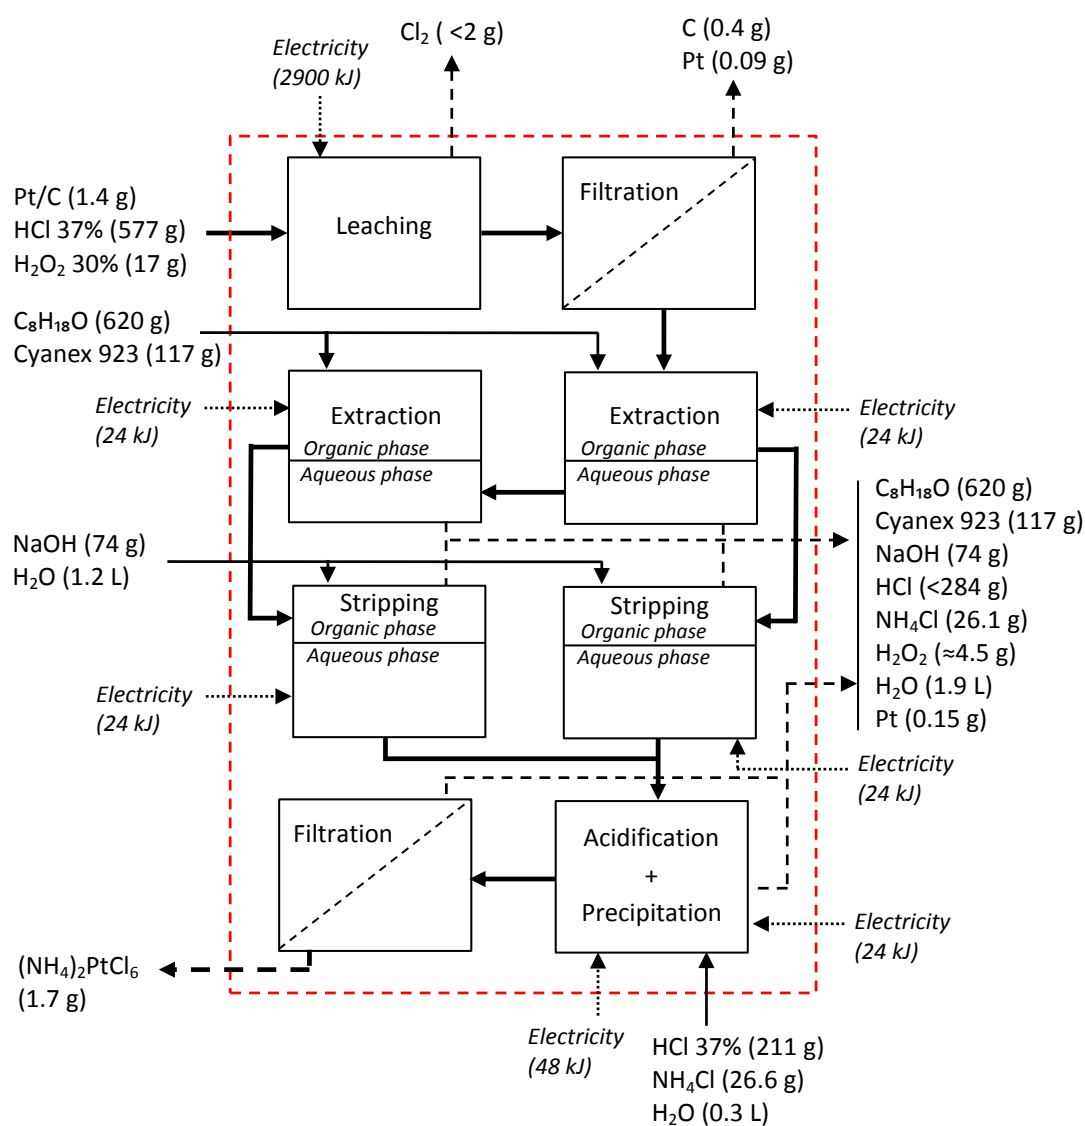 Cl₂ ( <2 g)
C (0.4 g)
Pt (0.09 g)
Electricity
(2900 kJ)
Pt/C (1.4 g)
HCl 37% (577 g)
H₂O₂ 30% (17 g)
Leaching
Filtration
C₈H₁₈O (620 g)
Cyanex 923 (117 g)
Electricity
(24 kJ)
Extraction
Organic phase
Aqueous phase
Extraction
Organic phase
Aqueous phase
Electricity
(24 kJ)
C₈H₁₈O (620 g)
Cyanex 923 (117 g)
NaOH (74 g)
HCl (<284 g)
NH₄Cl (26.1 g)
H₂O₂ (≈4.5 g)
H₂O (1.9 L)
Pt (0.15 g)
NaOH (74 g)
H₂O (1.2 L)
Stripping
Organic phase
Aqueous phase
Stripping
Organic phase
Aqueous phase
Electricity
(24 kJ)
Electricity
(24 kJ)
Filtration
Acidification
+
Precipitation
Electricity
(24 kJ)
(NH₄)₂PtCl₆
(1.7 g)
Electricity
(48 kJ)
HCl 37% (211 g)
NH₄Cl (26.6 g)
H₂O (0.3 L)